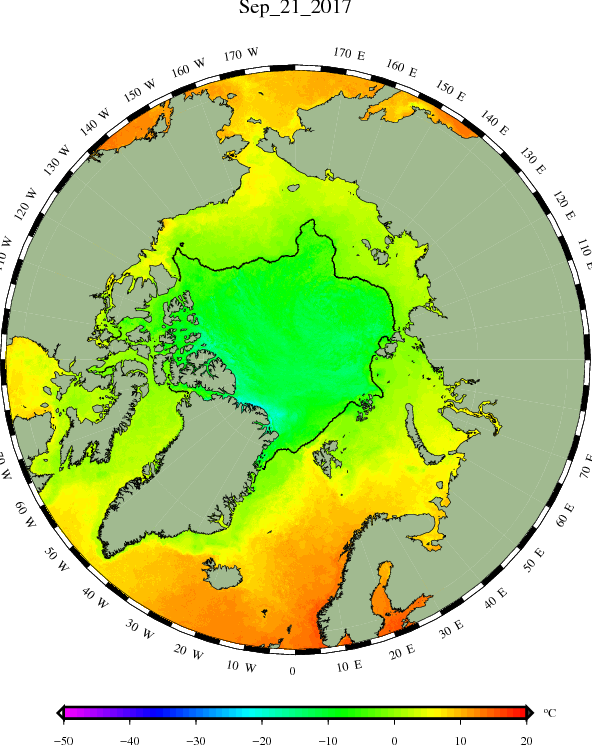 Sep_21_2017
170 W
170 E
160 W
160 E
150 W
150 E
140 W
140 E
130 W
130 E
120 W
120 E
110 E
60 W
70 E
50 W
60 E
40 W
50 E
30 W
40 E
20 W
30 E
10 W
20 E
0
10 E
°C
−50 −40 −30 −20 −10 0 10 20